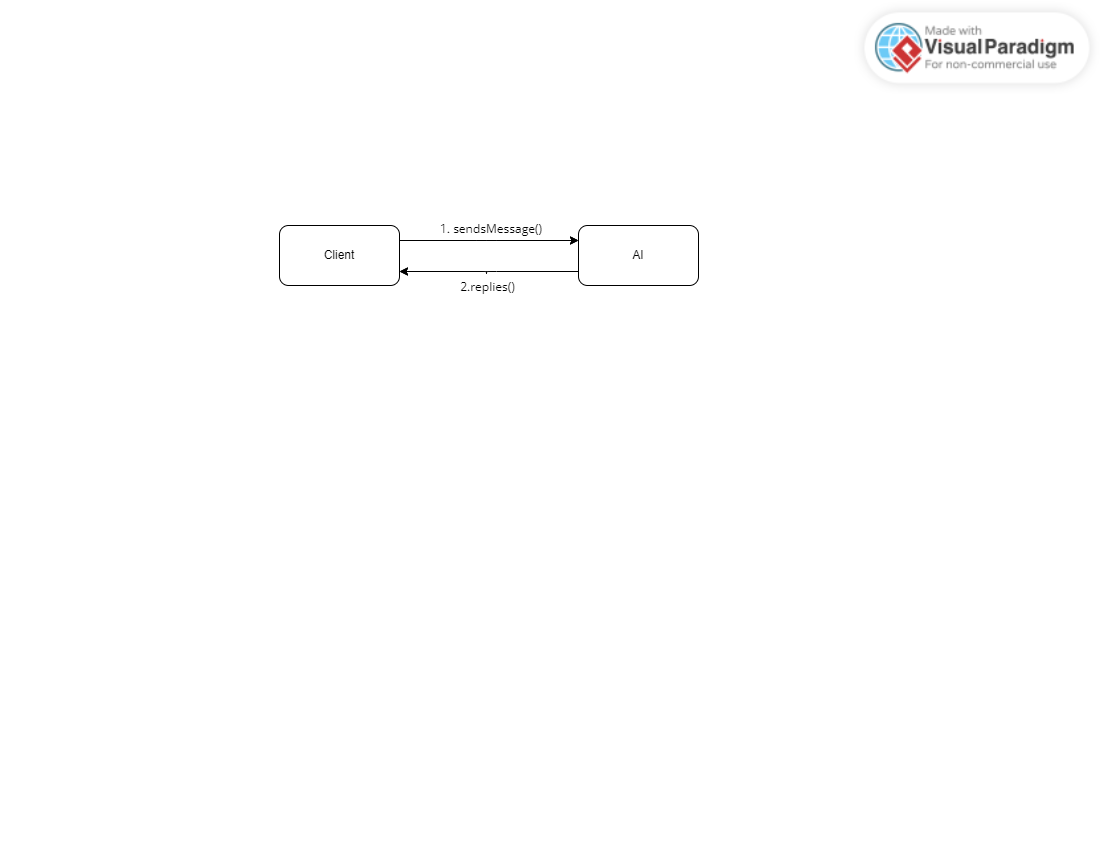 Made with
Visual Paradigm
For non-commercial use
1. sendsMessage()
Client
AI
2.replies()